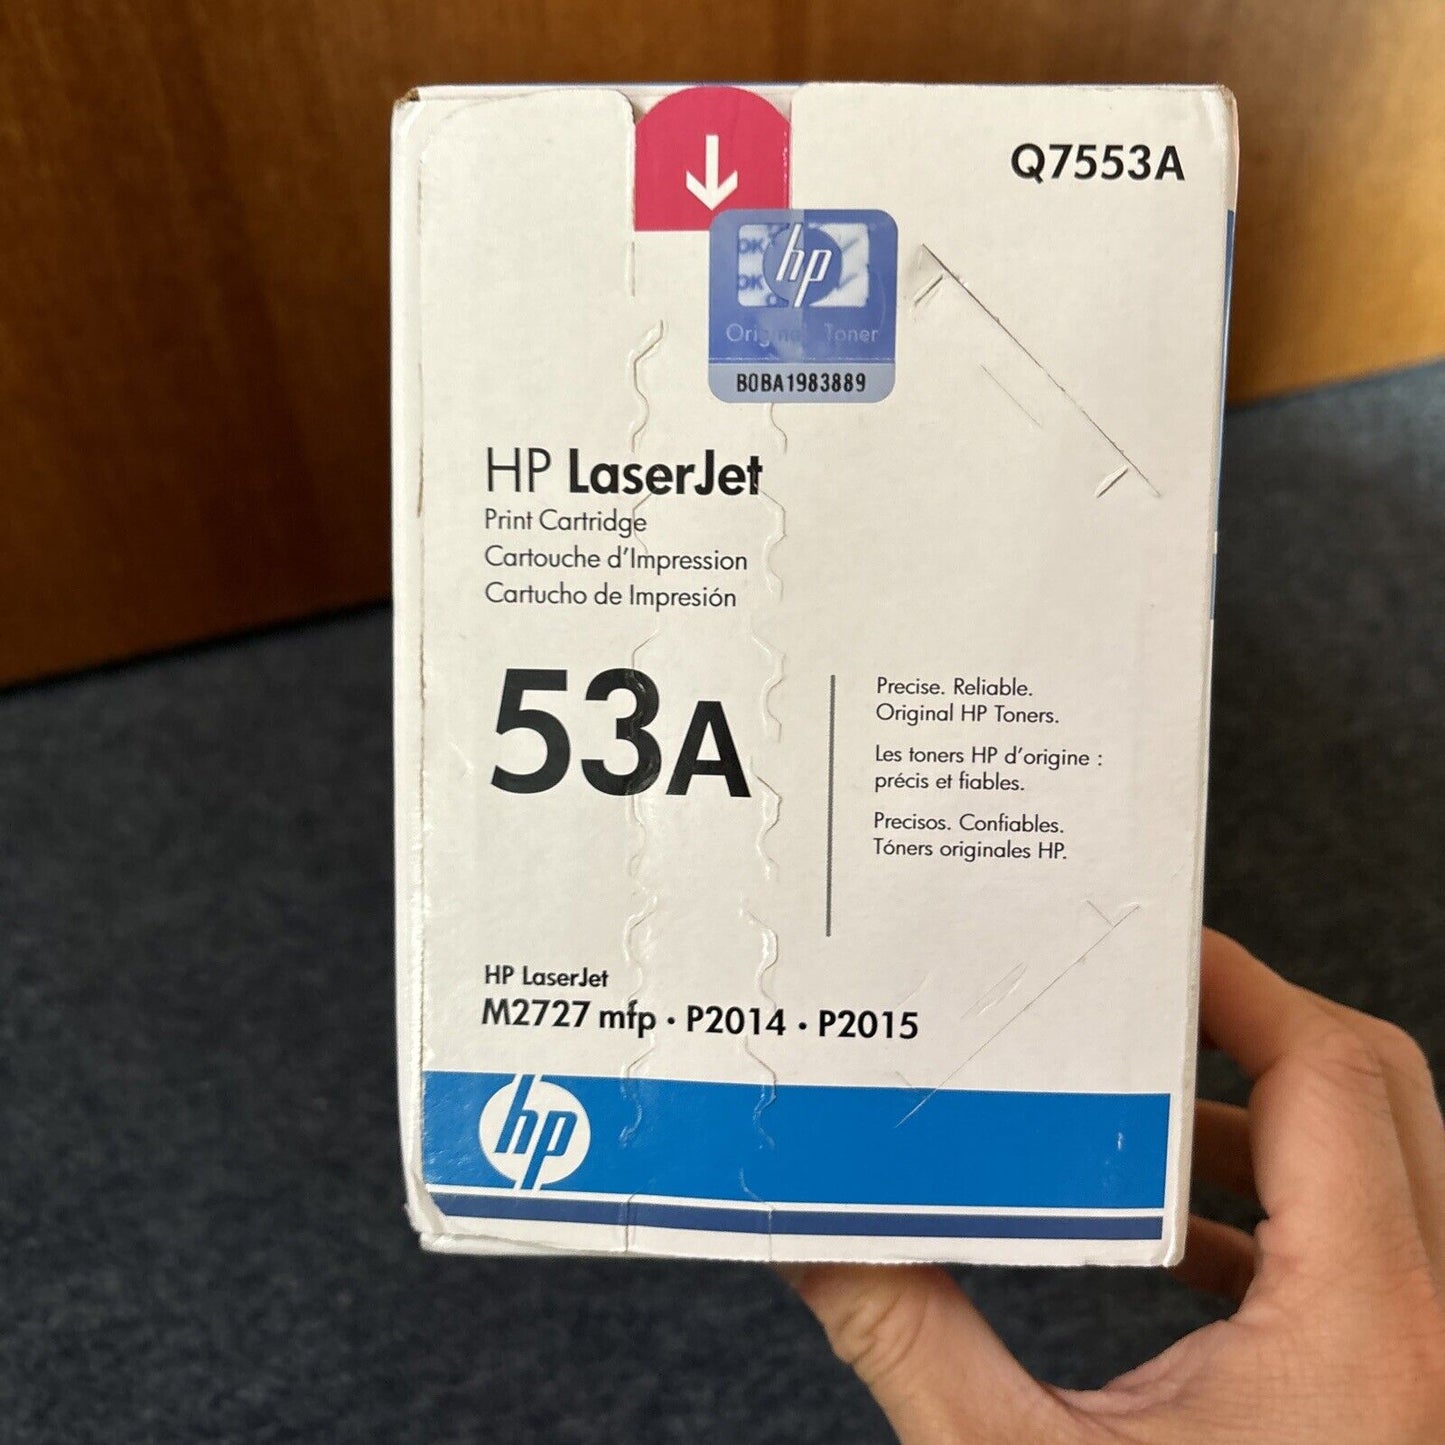 Q7553A
hp
OK
OK
Original Toner
B0BA1983889
HP LaserJet
Print Cartridge
Cartouche d'Impression
Cartucho de Impresión
53A
Precise. Reliable.
Original HP Toners.
Les toners HP d'origine :
précis et fiables.
Precisos. Confiables.
Tóners originales HP.
HP LaserJet
M2727 mfp · P2014 · P2015
hp